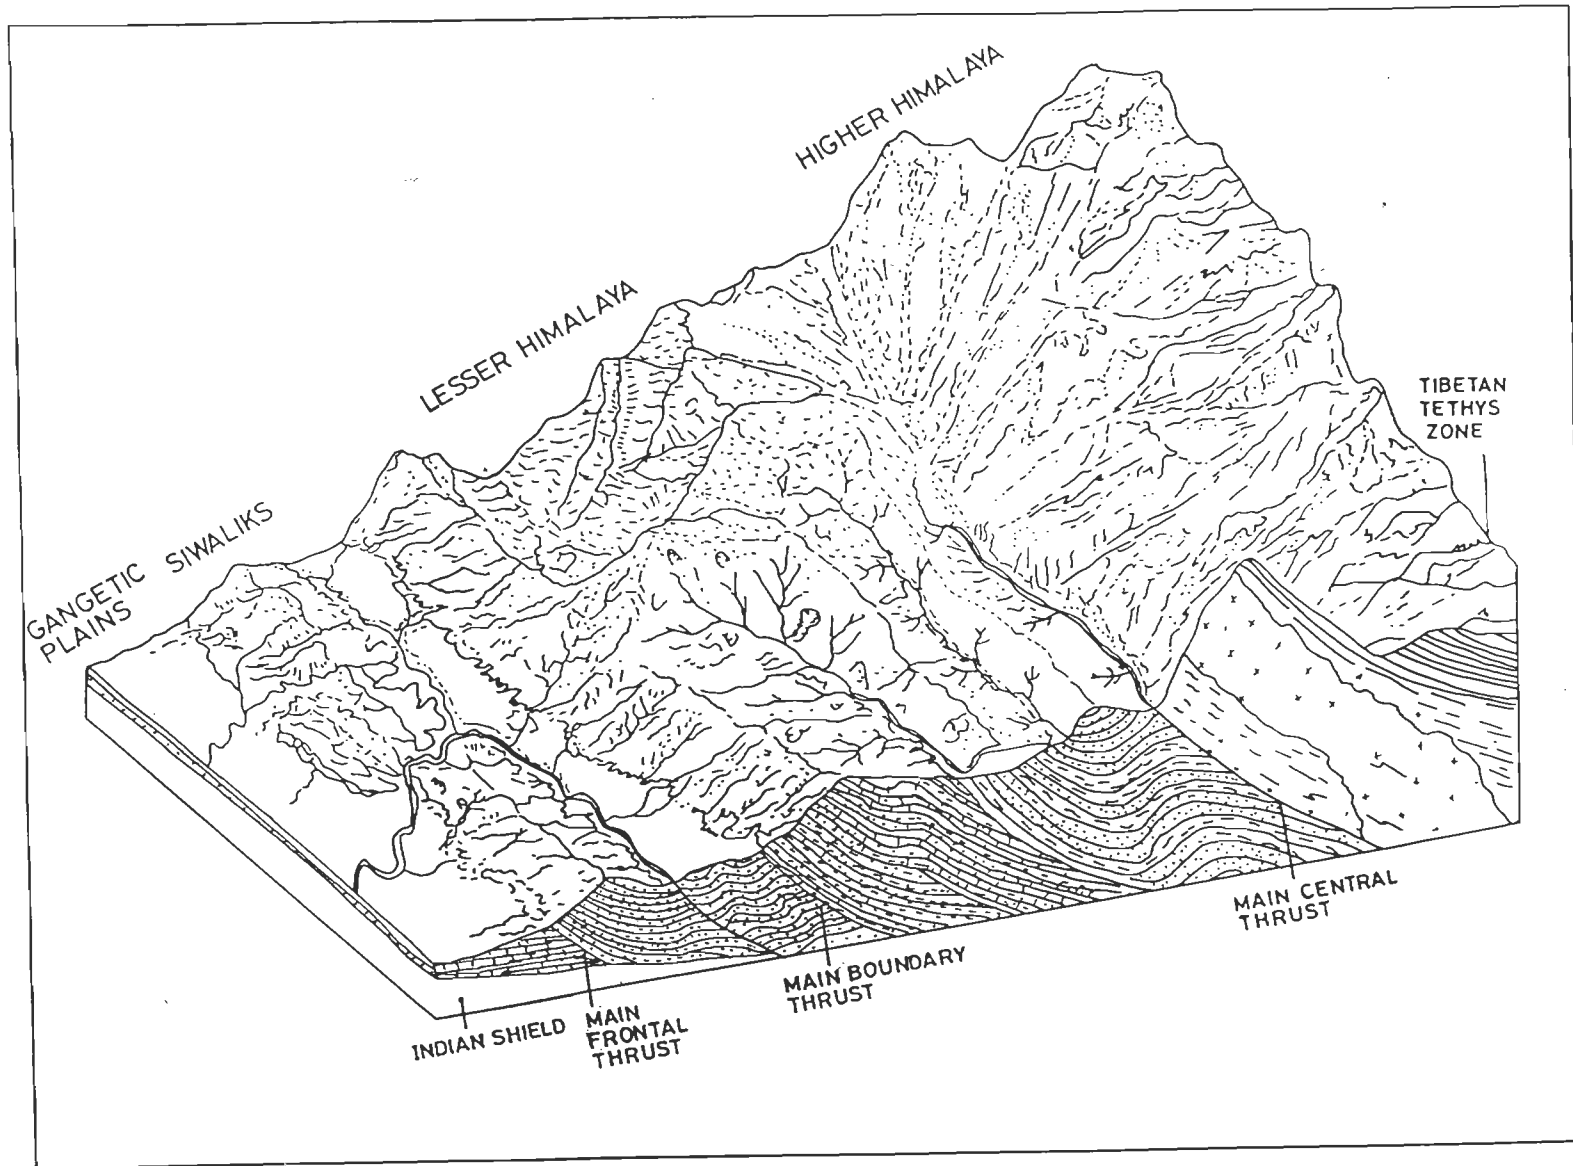 HIGHER HIMALAYA
LESSER HIMALAYA
TIBETAN
TETHYS
ZONE
SIWALIKS
GANGETIC
PLAINS
MAIN CENTRAL
THRUST
MAIN BOUNDARY
THRUST
INDIAN SHIELD
MAIN
FRONTAL
THRUST